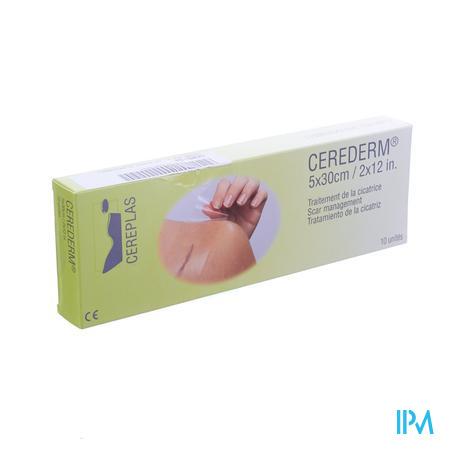 CEREDERM®
5x30cm / 2x12 in.
Traitement de la cicatrice
Scar management
Tratamiento de la cicatriz
10 unités
CEREPLAS
CEREDERM®
CE
IPM